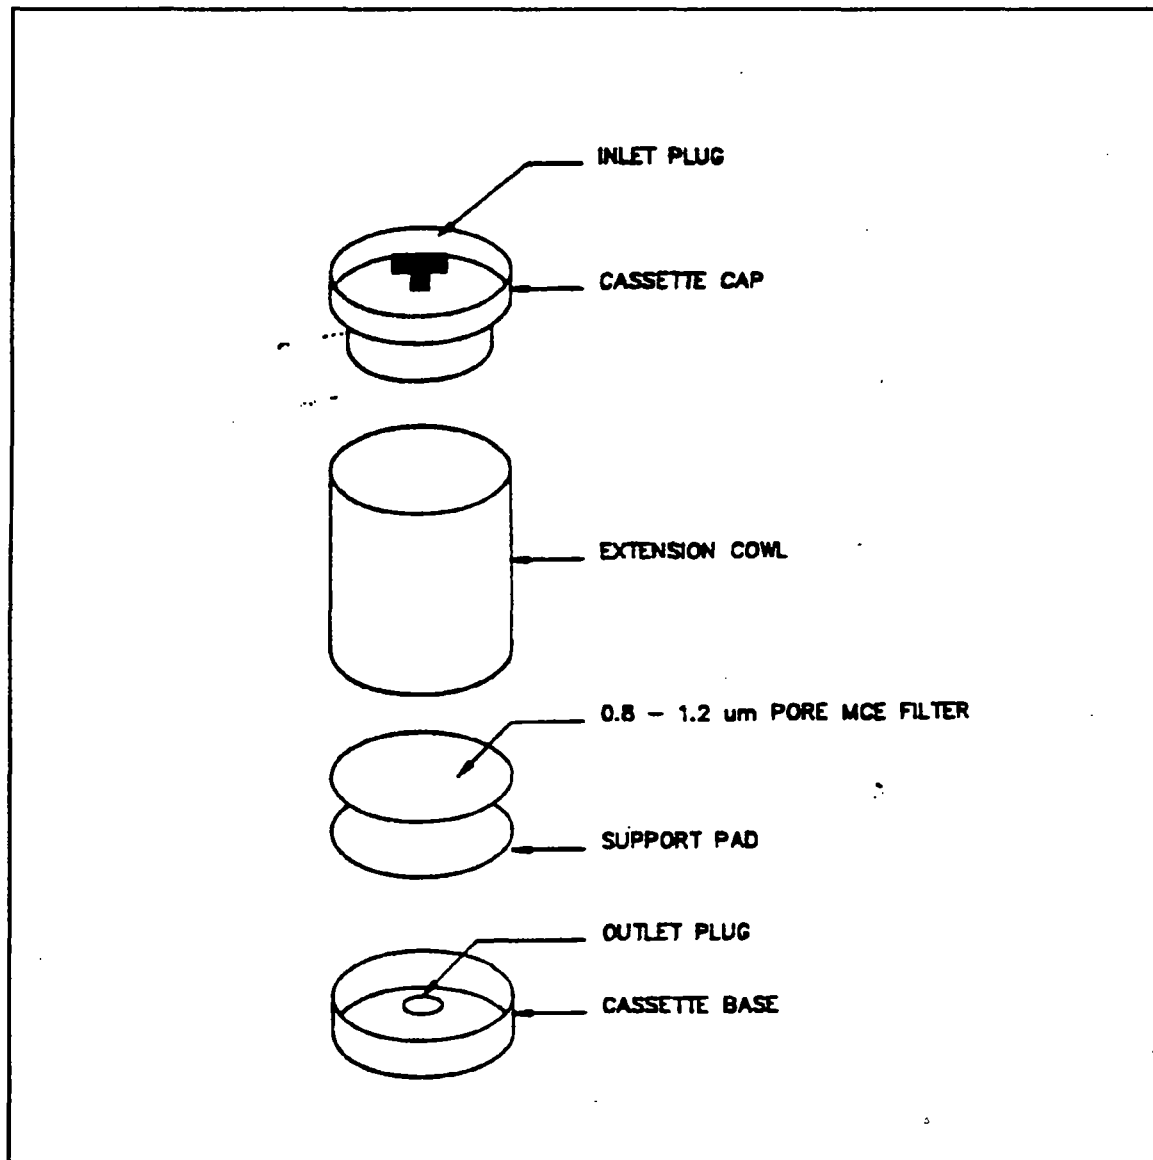 INLET PLUG
CASSETTE CAP
EXTENSION COWL
0.8 - 1.2 um PORE MCE FILTER
SUPPORT PAD
OUTLET PLUG
CASSETTE BASE